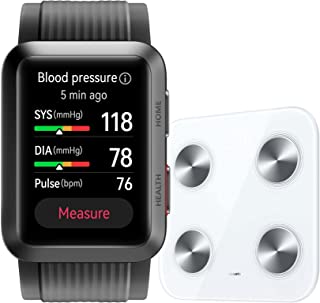 Blood pressure
5 min ago
SYS(mmHg) 118
DIA(mmHg) 78
Pulse(bpm) 76
Measure
HOME
HEALTH